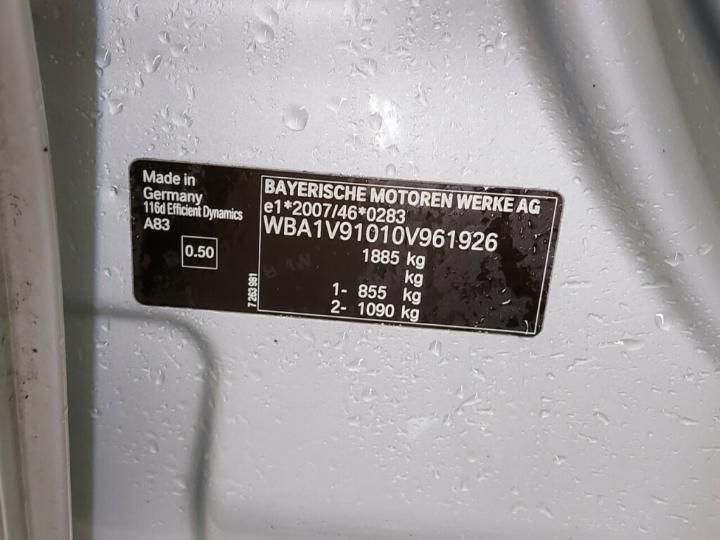 Made in
Germany
116d Efficient Dynamics
A83
0.50
7 263 981
BAYERISCHE MOTOREN WERKE AG
e1*2007/46*0283
WBA1V91010V961926
1885 kg
kg
1- 855 kg
2- 1090 kg